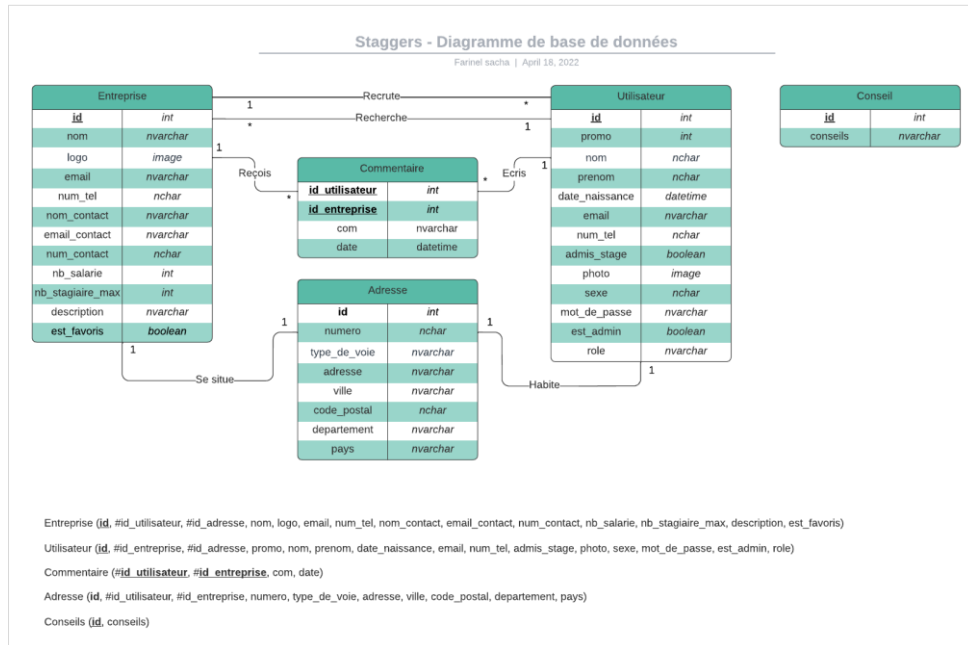 Staggers - Diagramme de base de données
Farinel sacha | April 18, 2022
Entreprise
id int
nom nvarchar
logo image
email nvarchar
num_tel nchar
nom_contact nvarchar
email_contact nvarchar
num_contact nchar
nb_salarie int
nb_stagiaire_max int
description nvarchar
est_favoris boolean
1 Recrute *
* Recherche 1
1 Reçois *
* Ecris 1
Commentaire
id_utilisateur int
id_entreprise int
com nvarchar
date datetime
1 Se situe 1
1 Habite 1
Adresse
id int
numero nchar
type_de_voie nvarchar
adresse nvarchar
ville nvarchar
code_postal nchar
departement nvarchar
pays nvarchar
Utilisateur
id int
promo int
nom nchar
prenom nchar
date_naissance datetime
email nvarchar
num_tel nchar
admis_stage boolean
photo image
sexe nchar
mot_de_passe nvarchar
est_admin boolean
role nvarchar
Conseil
id int
conseils nvarchar
Entreprise (id, #id_utilisateur, #id_adresse, nom, logo, email, num_tel, nom_contact, email_contact, num_contact, nb_salarie, nb_stagiaire_max, description, est_favoris)
Utilisateur (id, #id_entreprise, #id_adresse, promo, nom, prenom, date_naissance, email, num_tel, admis_stage, photo, sexe, mot_de_passe, est_admin, role)
Commentaire (#id_utilisateur, #id_entreprise, com, date)
Adresse (id, #id_utilisateur, #id_entreprise, numero, type_de_voie, adresse, ville, code_postal, departement, pays)
Conseils (id, conseils)